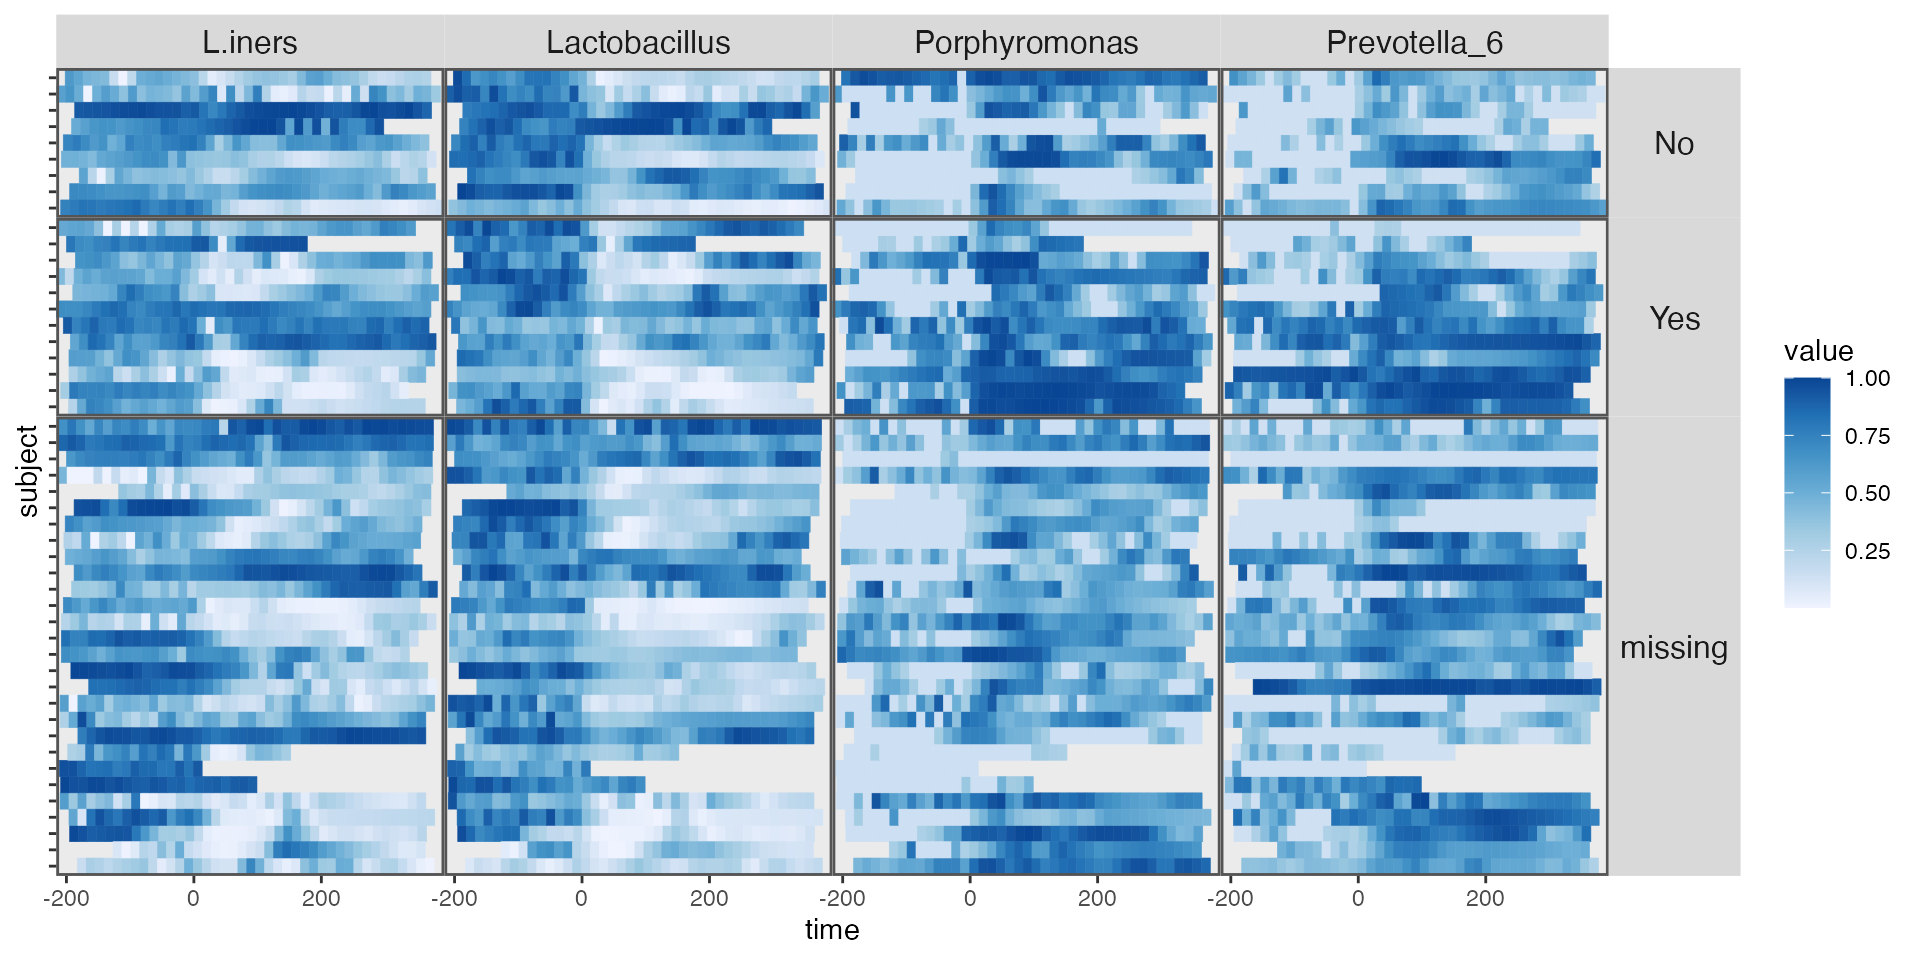 L.iners Lactobacillus Porphyromonas Prevotella_6
No
Yes
missing
subject
value
1.00
0.75
0.50
0.25
-200 0 200 -200 0 200 -200 0 200 -200 0 200
time